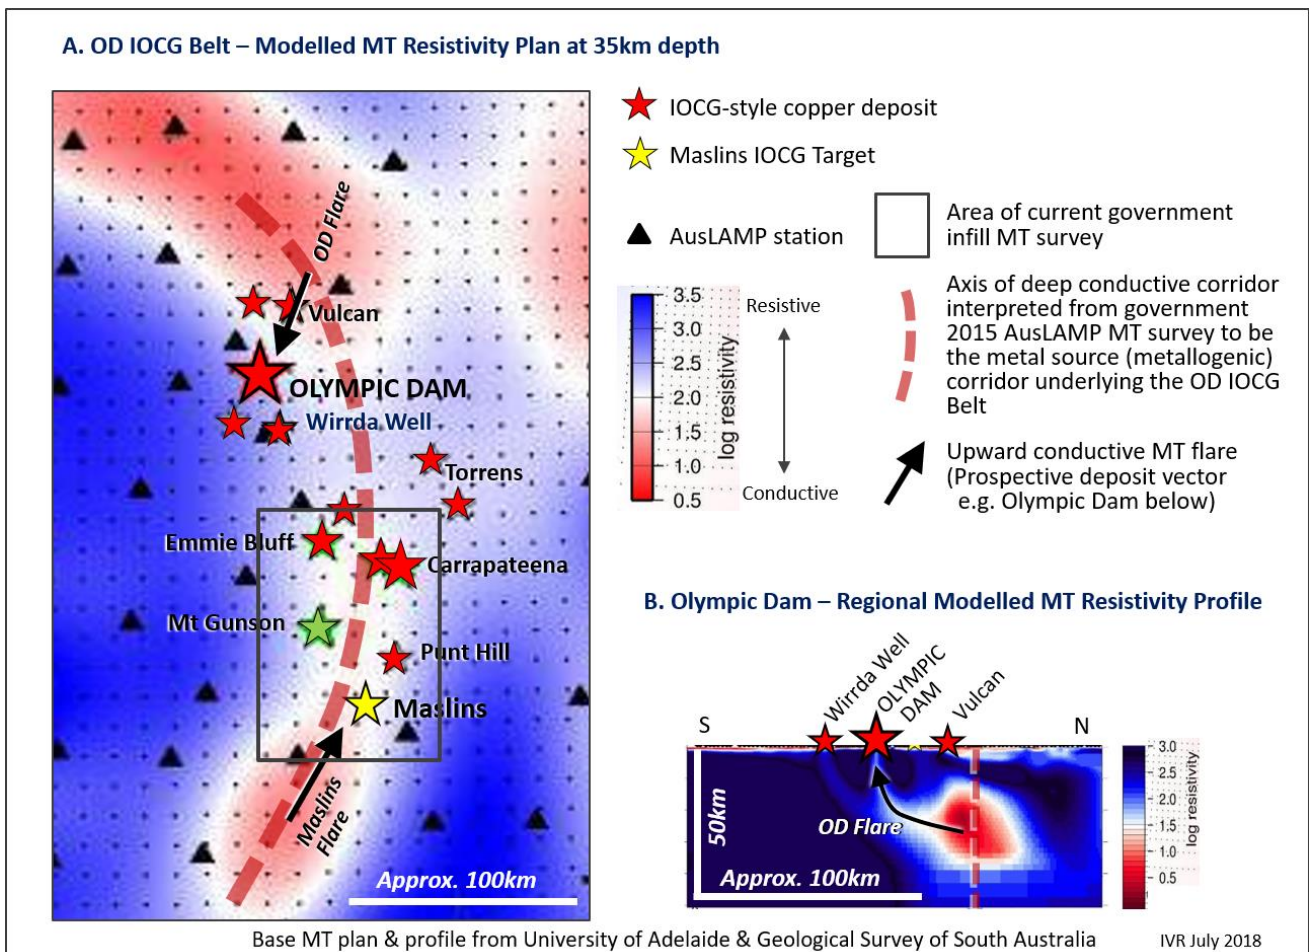 A. OD IOCG Belt – Modelled MT Resistivity Plan at 35km depth
OD Flare
Vulcan
OLYMPIC DAM
Wirrda Well
Torrens
Emmie Bluff
Carrapateena
Mt Gunson
Punt Hill
Maslins
Maslins
Flare
Approx. 100km
IOCG-style copper deposit
Maslins IOCG Target
AusLAMP station
Area of current government
infill MT survey
3.5
3.0
2.5
2.0
1.5
1.0
0.5
log resistivity
Resistive
Conductive
Axis of deep conductive corridor
interpreted from government
2015 AusLAMP MT survey to be
the metal source (metallogenic)
corridor underlying the OD IOCG
Belt
Upward conductive MT flare
(Prospective deposit vector
e.g. Olympic Dam below)
B. Olympic Dam – Regional Modelled MT Resistivity Profile
S
Wirrda Well
OLYMPIC
DAM
Vulcan
N
50km
OD Flare
Approx. 100km
3.0
2.5
2.0
1.5
1.0
0.5
log resistivity
Base MT plan & profile from University of Adelaide & Geological Survey of South Australia
IVR July 2018